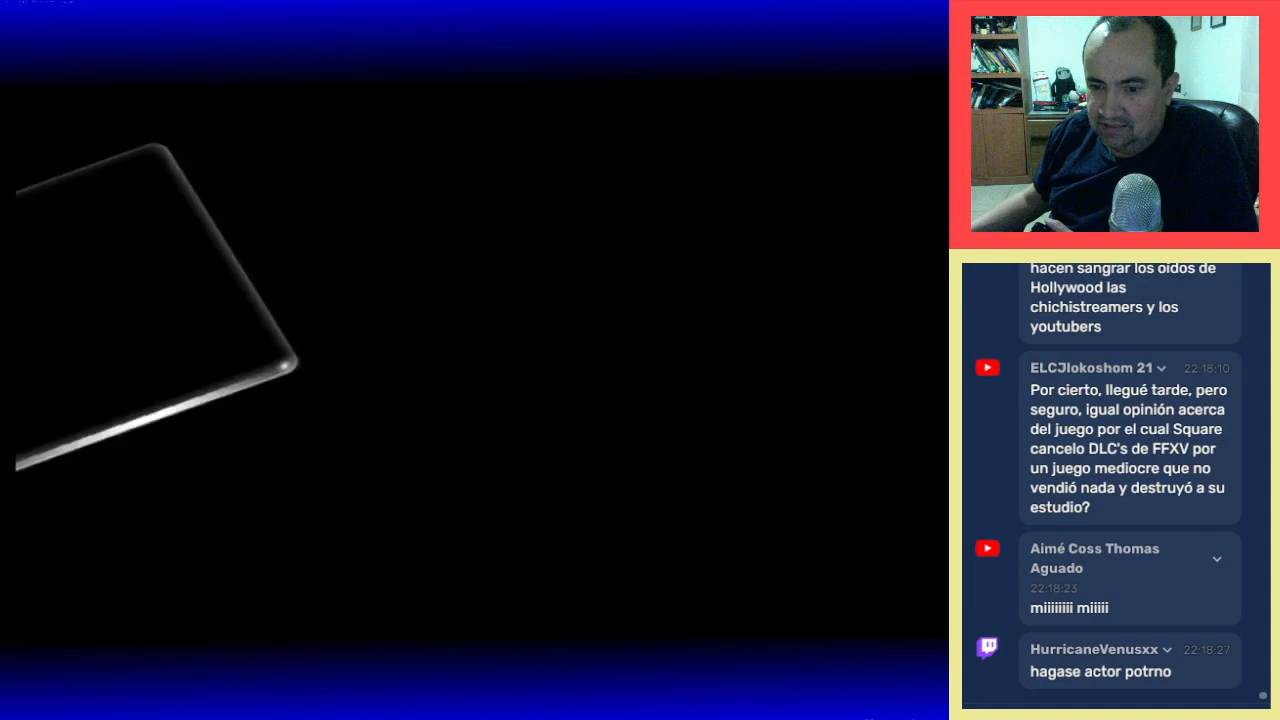 hacen sangrar los oidos de
Hollywood las
chichistreamers y los
youtubers
ELCJlokoshom 21 22:18:10
Por cierto, llegué tarde, pero
seguro, igual opinión acerca
del juego por el cual Square
cancelo DLC's de FFXV por
un juego mediocre que no
vendió nada y destruyó a su
estudio?
Aimé Coss Thomas
Aguado
22:18:23
miiiiiiii miiiii
HurricaneVenusxx 22:18:27
hagase actor potrno